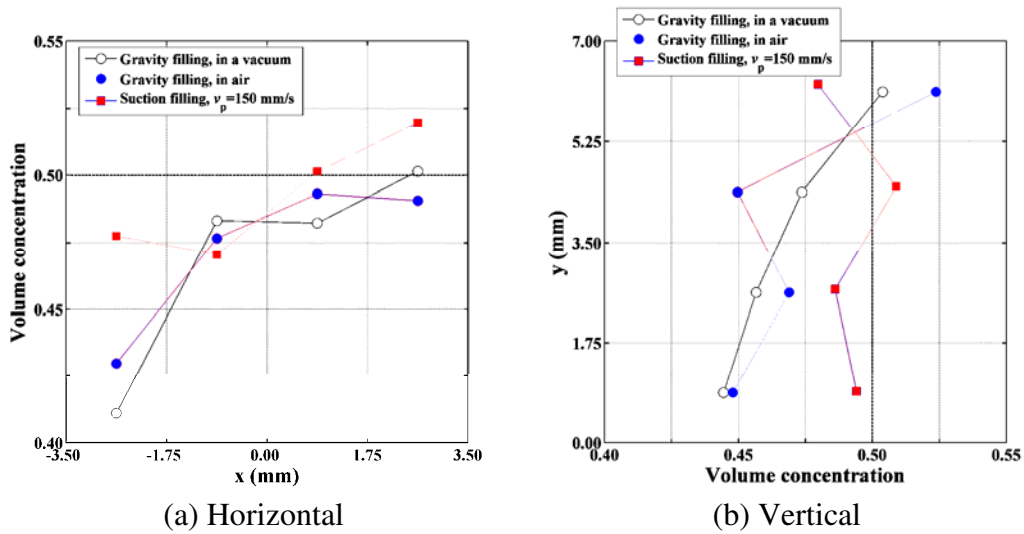 Gravity filling, in a vacuum
Gravity filling, in air
Suction filling, vp=150 mm/s
0.55
0.50
0.45
0.40
Volume concentration
-3.50 -1.75 0.00 1.75 3.50
x (mm)
(a) Horizontal
Gravity filling, in a vacuum
Gravity filling, in air
Suction filling, vp=150 mm/s
7.00
5.25
3.50
1.75
0.00
y (mm)
0.40 0.45 0.50 0.55
Volume concentration
(b) Vertical